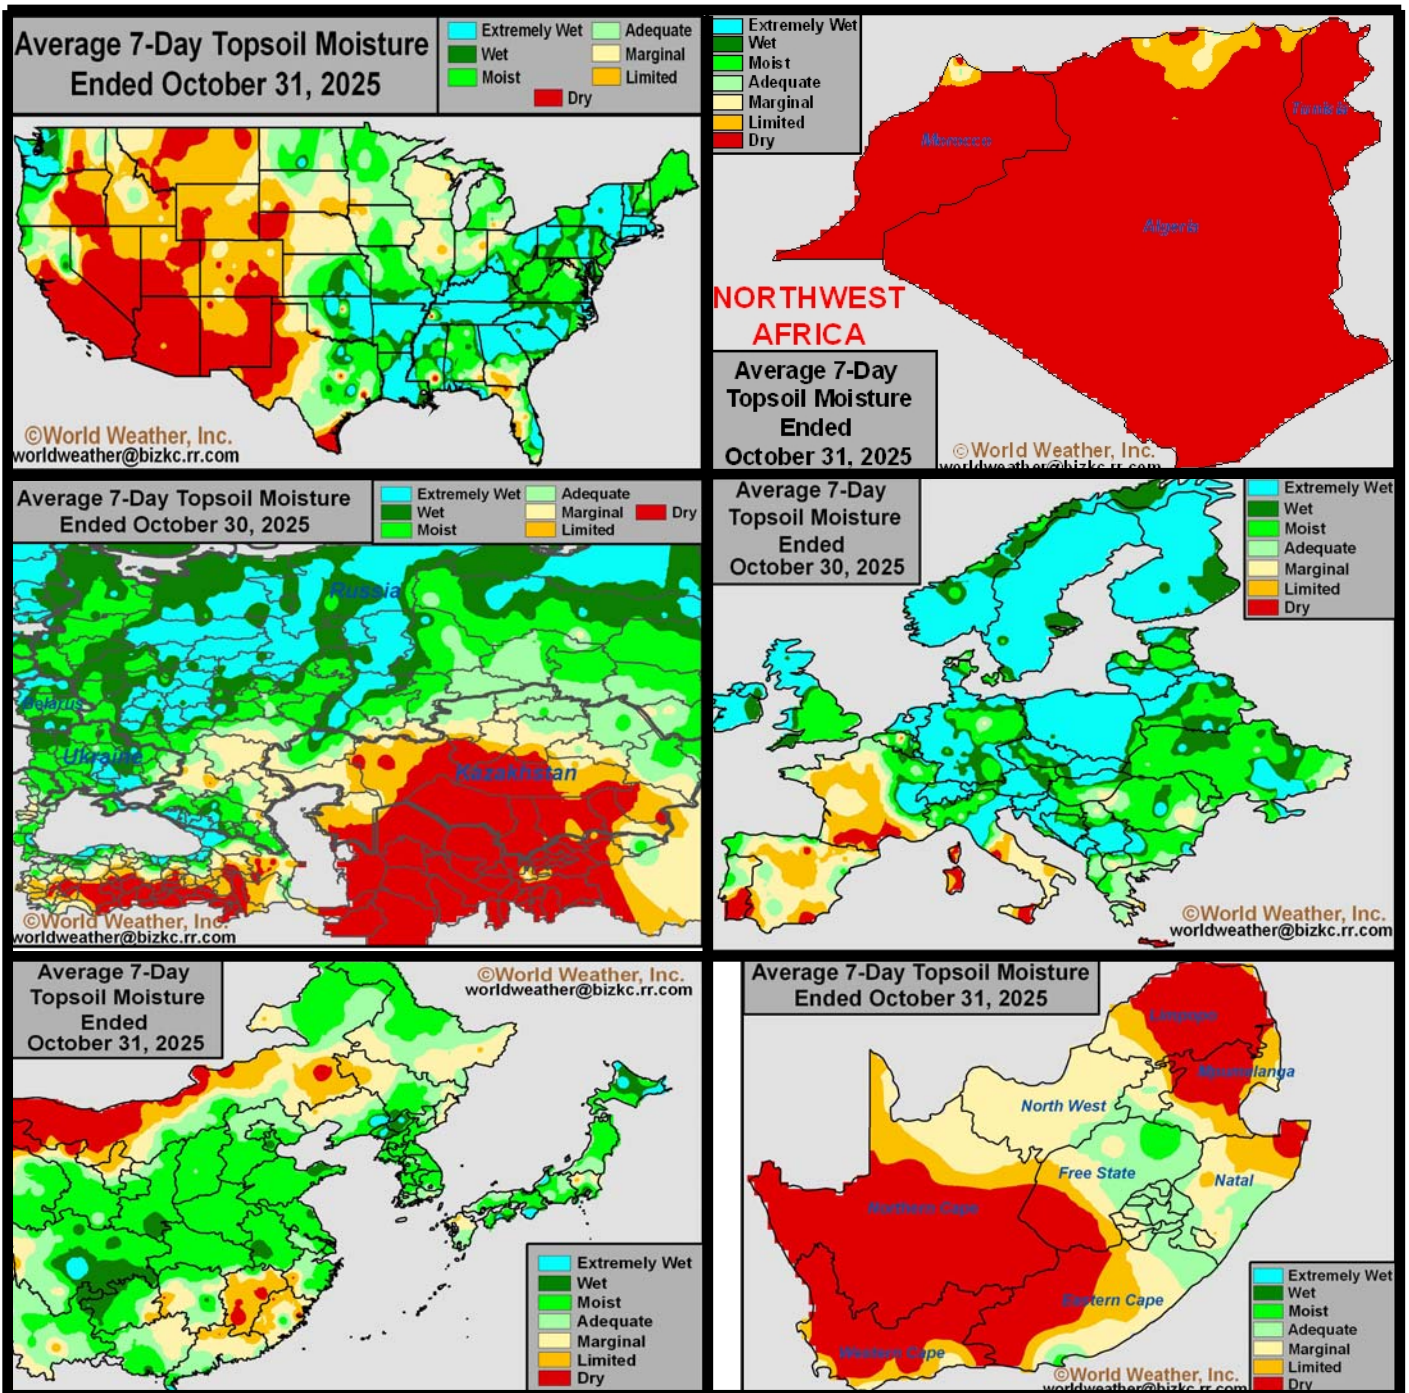 Average 7-Day Topsoil Moisture
Ended October 31, 2025
Extremely Wet
Wet
Moist
Adequate
Marginal
Limited
Dry
©World Weather, Inc.
worldweather@bizkc.rr.com
Extremely Wet
Wet
Moist
Adequate
Marginal
Limited
Dry
Morocco
Algeria
Tunisia
NORTHWEST
AFRICA
Average 7-Day
Topsoil Moisture
Ended
October 31, 2025
©World Weather, Inc.
worldweather@bizkc.rr.com
Average 7-Day Topsoil Moisture
Ended October 30, 2025
Extremely Wet
Wet
Moist
Adequate
Marginal
Limited
Dry
Russia
Belarus
Ukraine
Kazakhstan
©World Weather, Inc.
worldweather@bizkc.rr.com
Average 7-Day
Topsoil Moisture
Ended
October 30, 2025
Extremely Wet
Wet
Moist
Adequate
Marginal
Limited
Dry
©World Weather, Inc.
worldweather@bizkc.rr.com
Average 7-Day
Topsoil Moisture
Ended
October 31, 2025
©World Weather, Inc.
worldweather@bizkc.rr.com
Extremely Wet
Wet
Moist
Adequate
Marginal
Limited
Dry
Average 7-Day Topsoil Moisture
Ended October 31, 2025
Limpopo
Mpumalanga
North West
Free State
Natal
Northern Cape
Eastern Cape
Western Cape
Extremely Wet
Wet
Moist
Adequate
Marginal
Limited
Dry
©World Weather, Inc.
worldweather@bizkc.rr.com